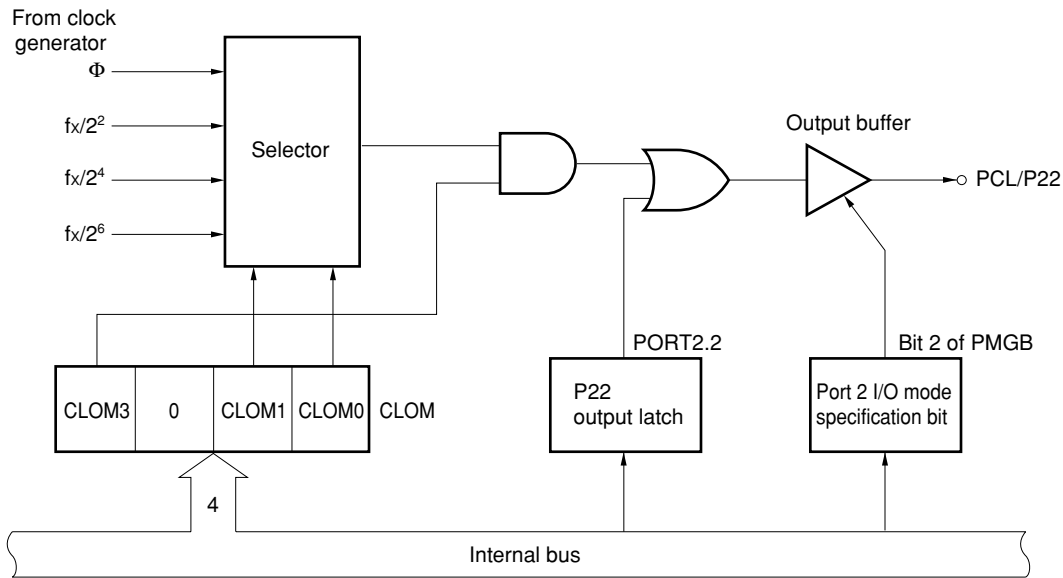 From clock
generator
Φ
fx/2²
fx/2⁴
fx/2⁶
Selector
Output buffer
PCL/P22
PORT2.2
Bit 2 of PMGB
CLOM3 0 CLOM1 CLOM0 CLOM
P22
output latch
Port 2 I/O mode
specification bit
4
Internal bus